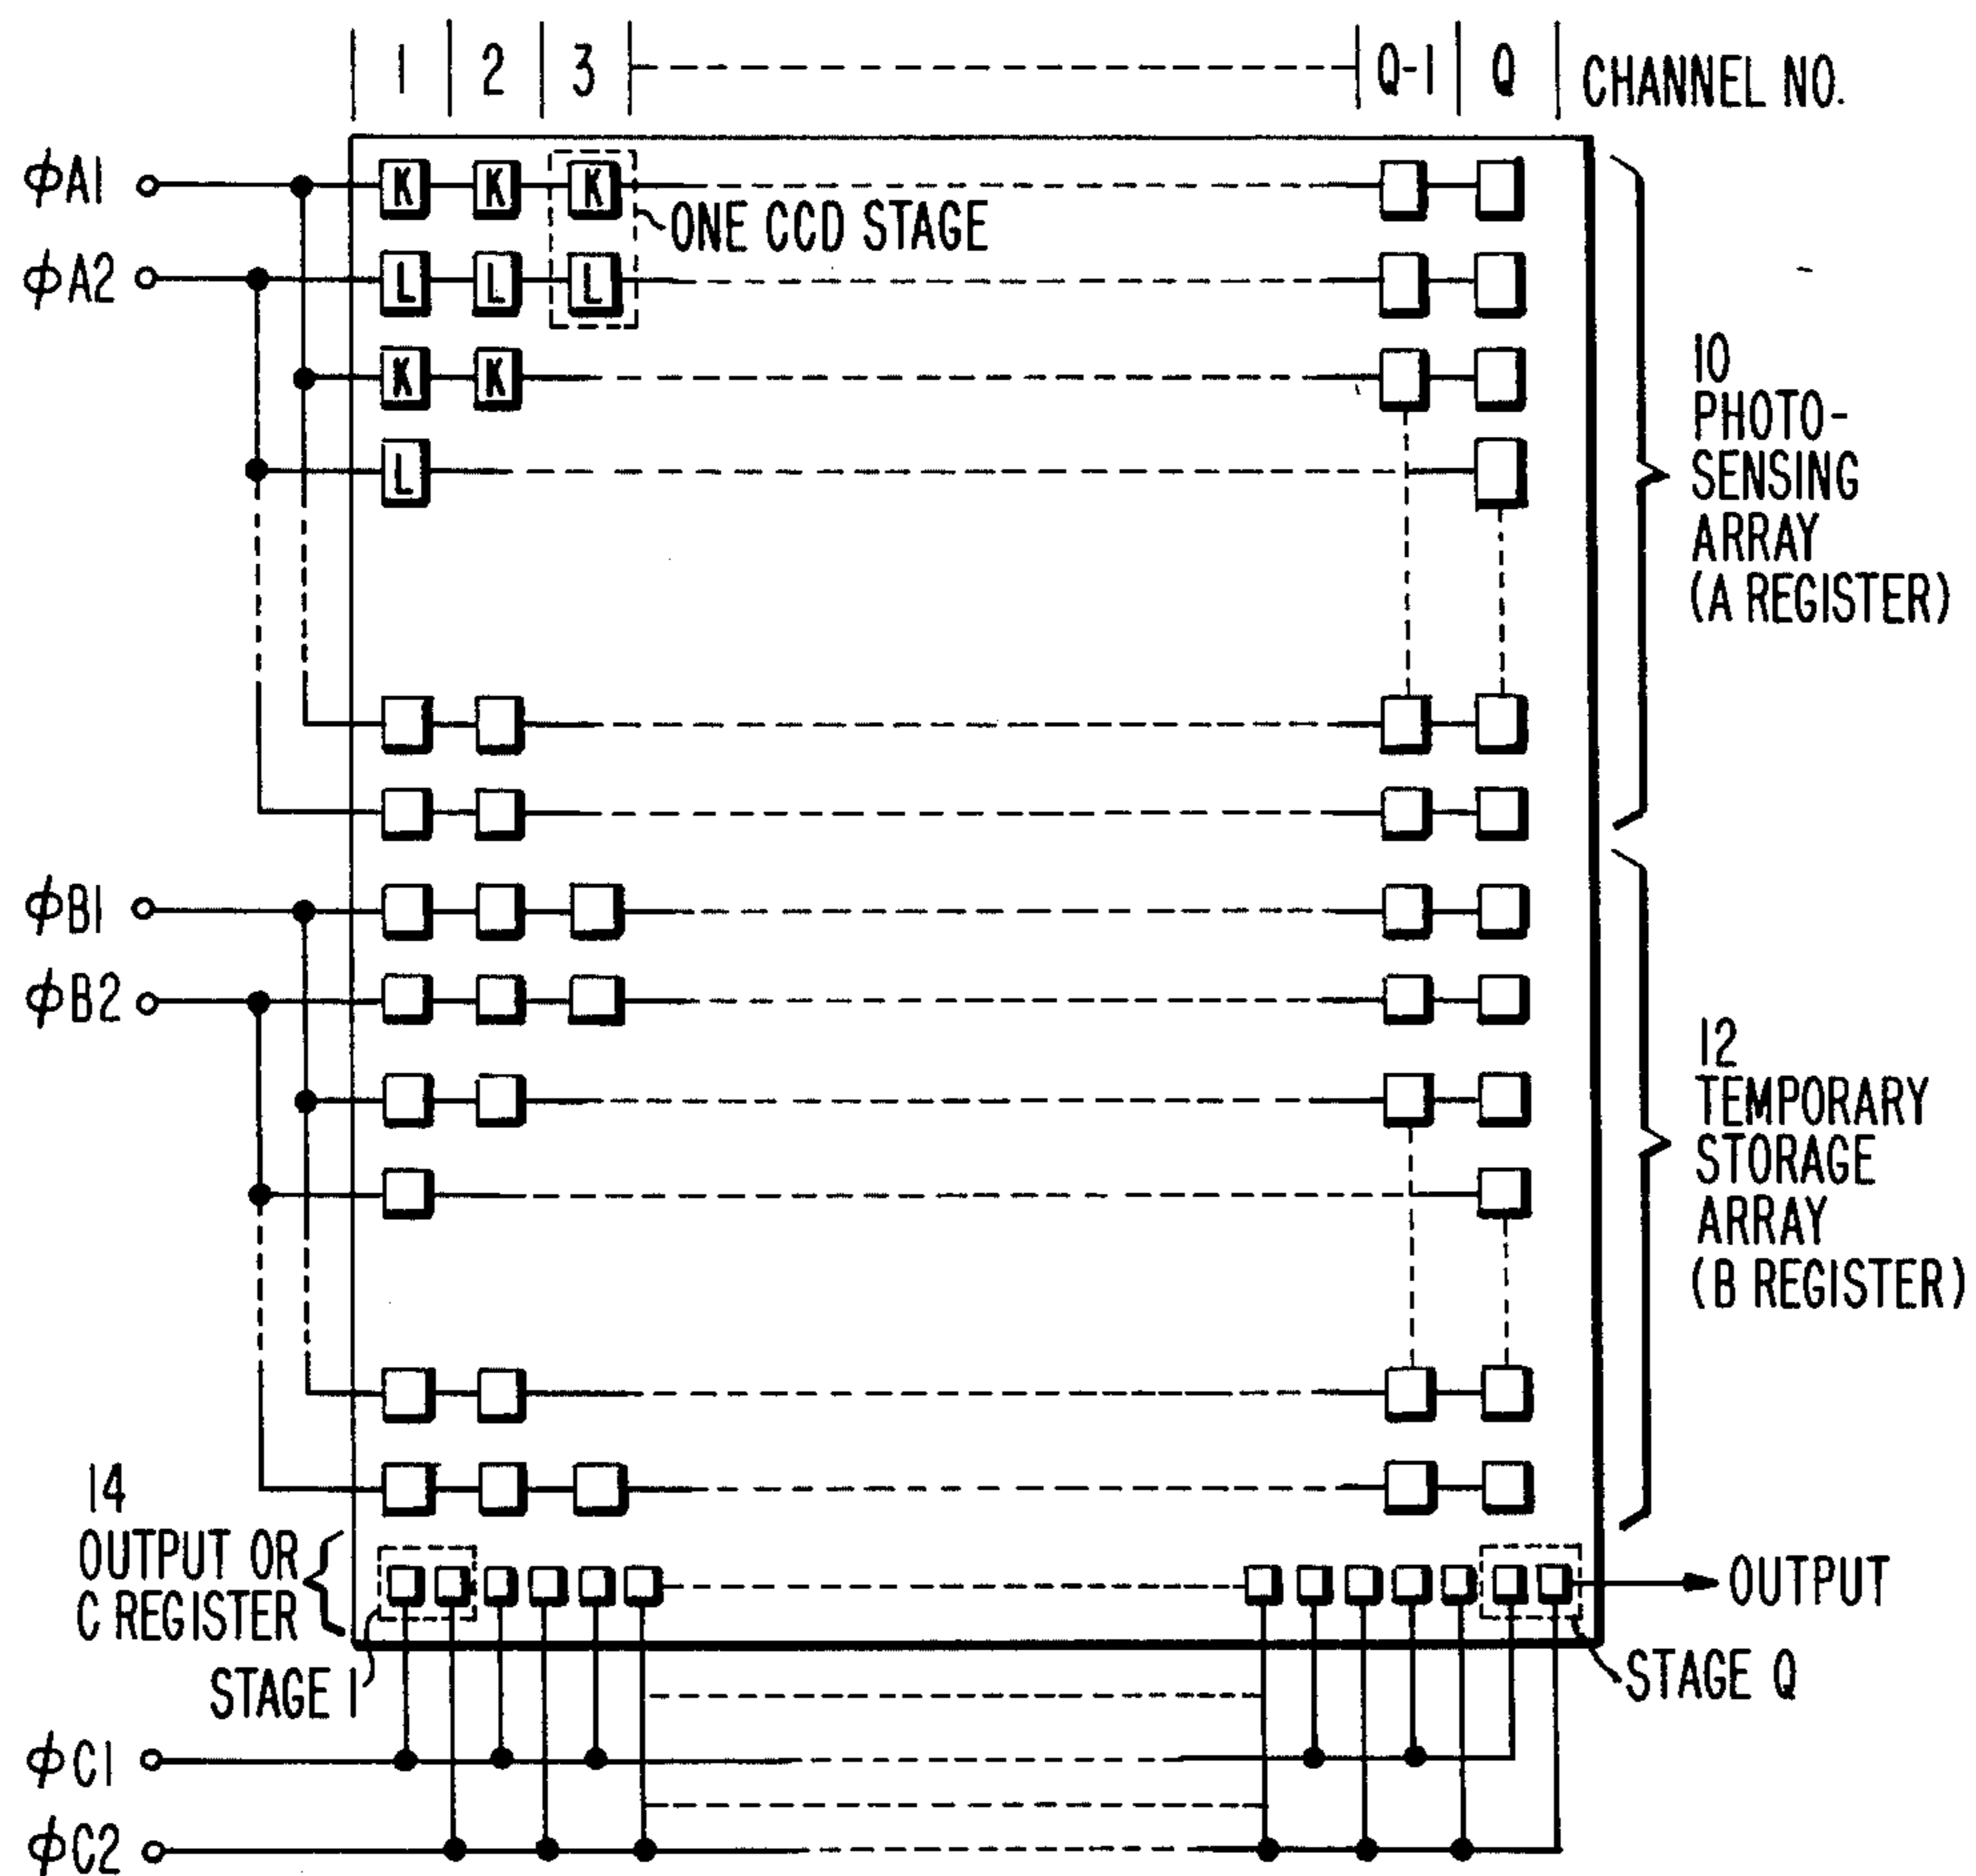 1 2 3 Q-1 Q CHANNEL NO.
ϕA1 K K K
ONE CCD STAGE
ϕA2 L L L
K K
L
10
PHOTO-
SENSING
ARRAY
(A REGISTER)
ϕB1
ϕB2
12
TEMPORARY
STORAGE
ARRAY
(B REGISTER)
14
OUTPUT OR
C REGISTER
OUTPUT
STAGE 1
STAGE Q
ϕC1
ϕC2